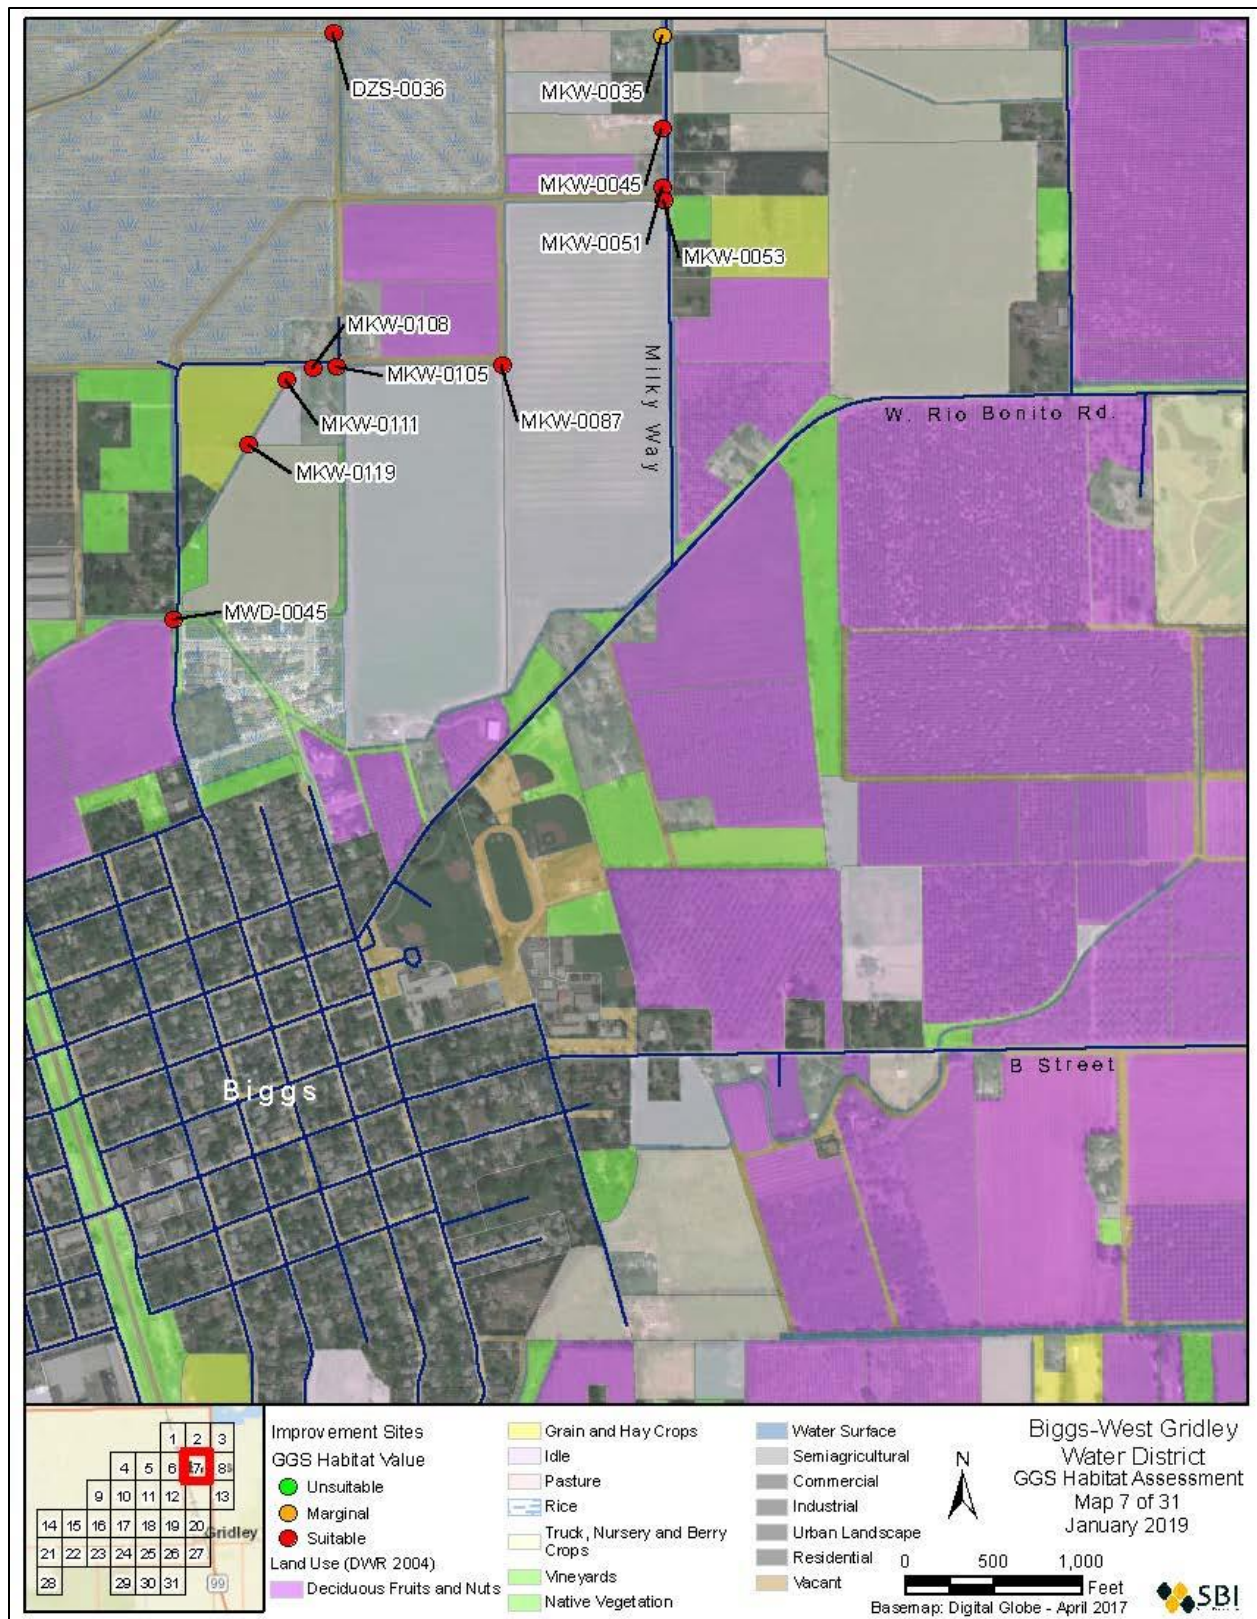 DZS-0036
MKW-0035
MKW-0045
MKW-0051
MKW-0053
MKW-0108
MKW-0105
MKW-0111
MKW-0087
MKW-0119
Milky Way
W. Rio Bonito Rd.
MWD-0045
Biggs
B Street
1 2 3
4 5 6 7 8
9 10 11 12 13
14 15 16 17 18 19 20
Gridley
21 22 23 24 25 26 27
28 29 30 31
99
Improvement Sites
GGS Habitat Value
Unsuitable
Marginal
Suitable
Land Use (DWR 2004)
Deciduous Fruits and Nuts
Grain and Hay Crops
Idle
Pasture
Rice
Truck, Nursery and Berry
Crops
Vineyards
Native Vegetation
Water Surface
Semiagricultural
Commercial
Industrial
Urban Landscape
Residential
Vacant
N
Biggs-West Gridley
Water District
GGS Habitat Assessment
Map 7 of 31
January 2019
0 500 1,000
Feet
Basemap: Digital Globe - April 2017
SBI